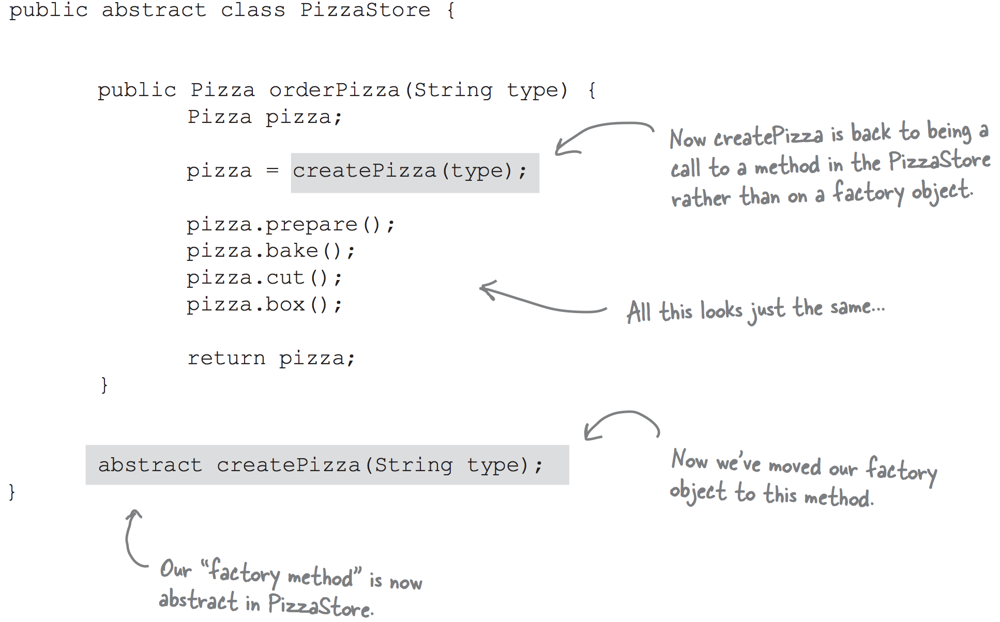 public abstract class PizzaStore {
public Pizza orderPizza(String type) {
Pizza pizza;
pizza = createPizza(type);
Now createPizza is back to being a
call to a method in the PizzaStore
rather than on a factory object.
pizza.prepare();
pizza.bake();
pizza.cut();
pizza.box();
All this looks just the same...
return pizza;
}
abstract createPizza(String type);
}
Now we've moved our factory
object to this method.
Our “factory method” is now
abstract in PizzaStore.